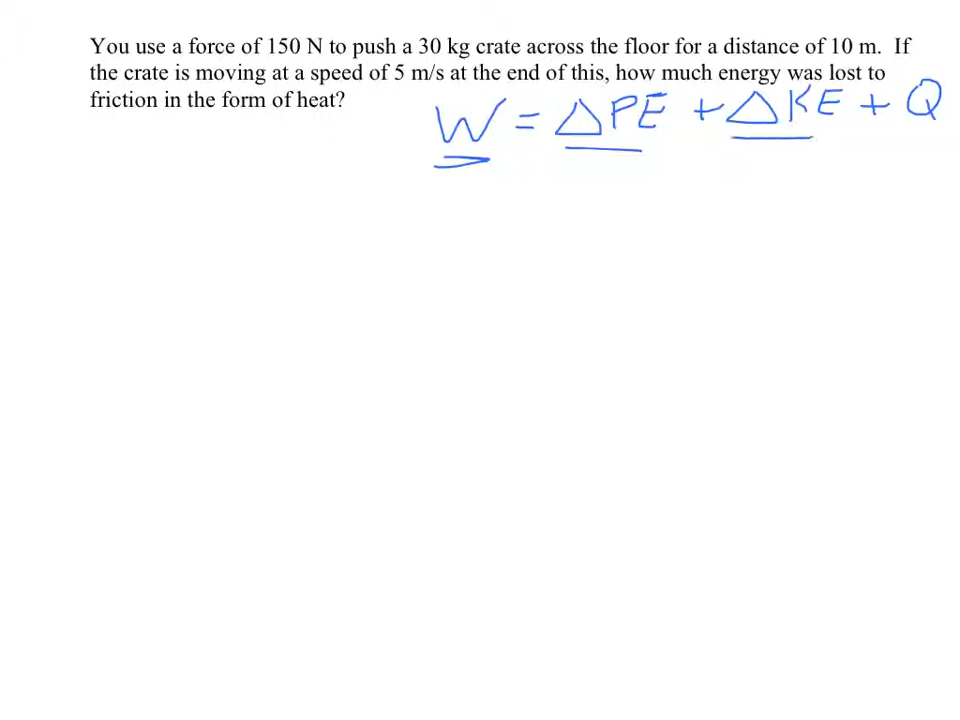 You use a force of 150 N to push a 30 kg crate across the floor for a distance of 10 m. If
the crate is moving at a speed of 5 m/s at the end of this, how much energy was lost to
friction in the form of heat?
W = ΔPE + ΔKE + Q